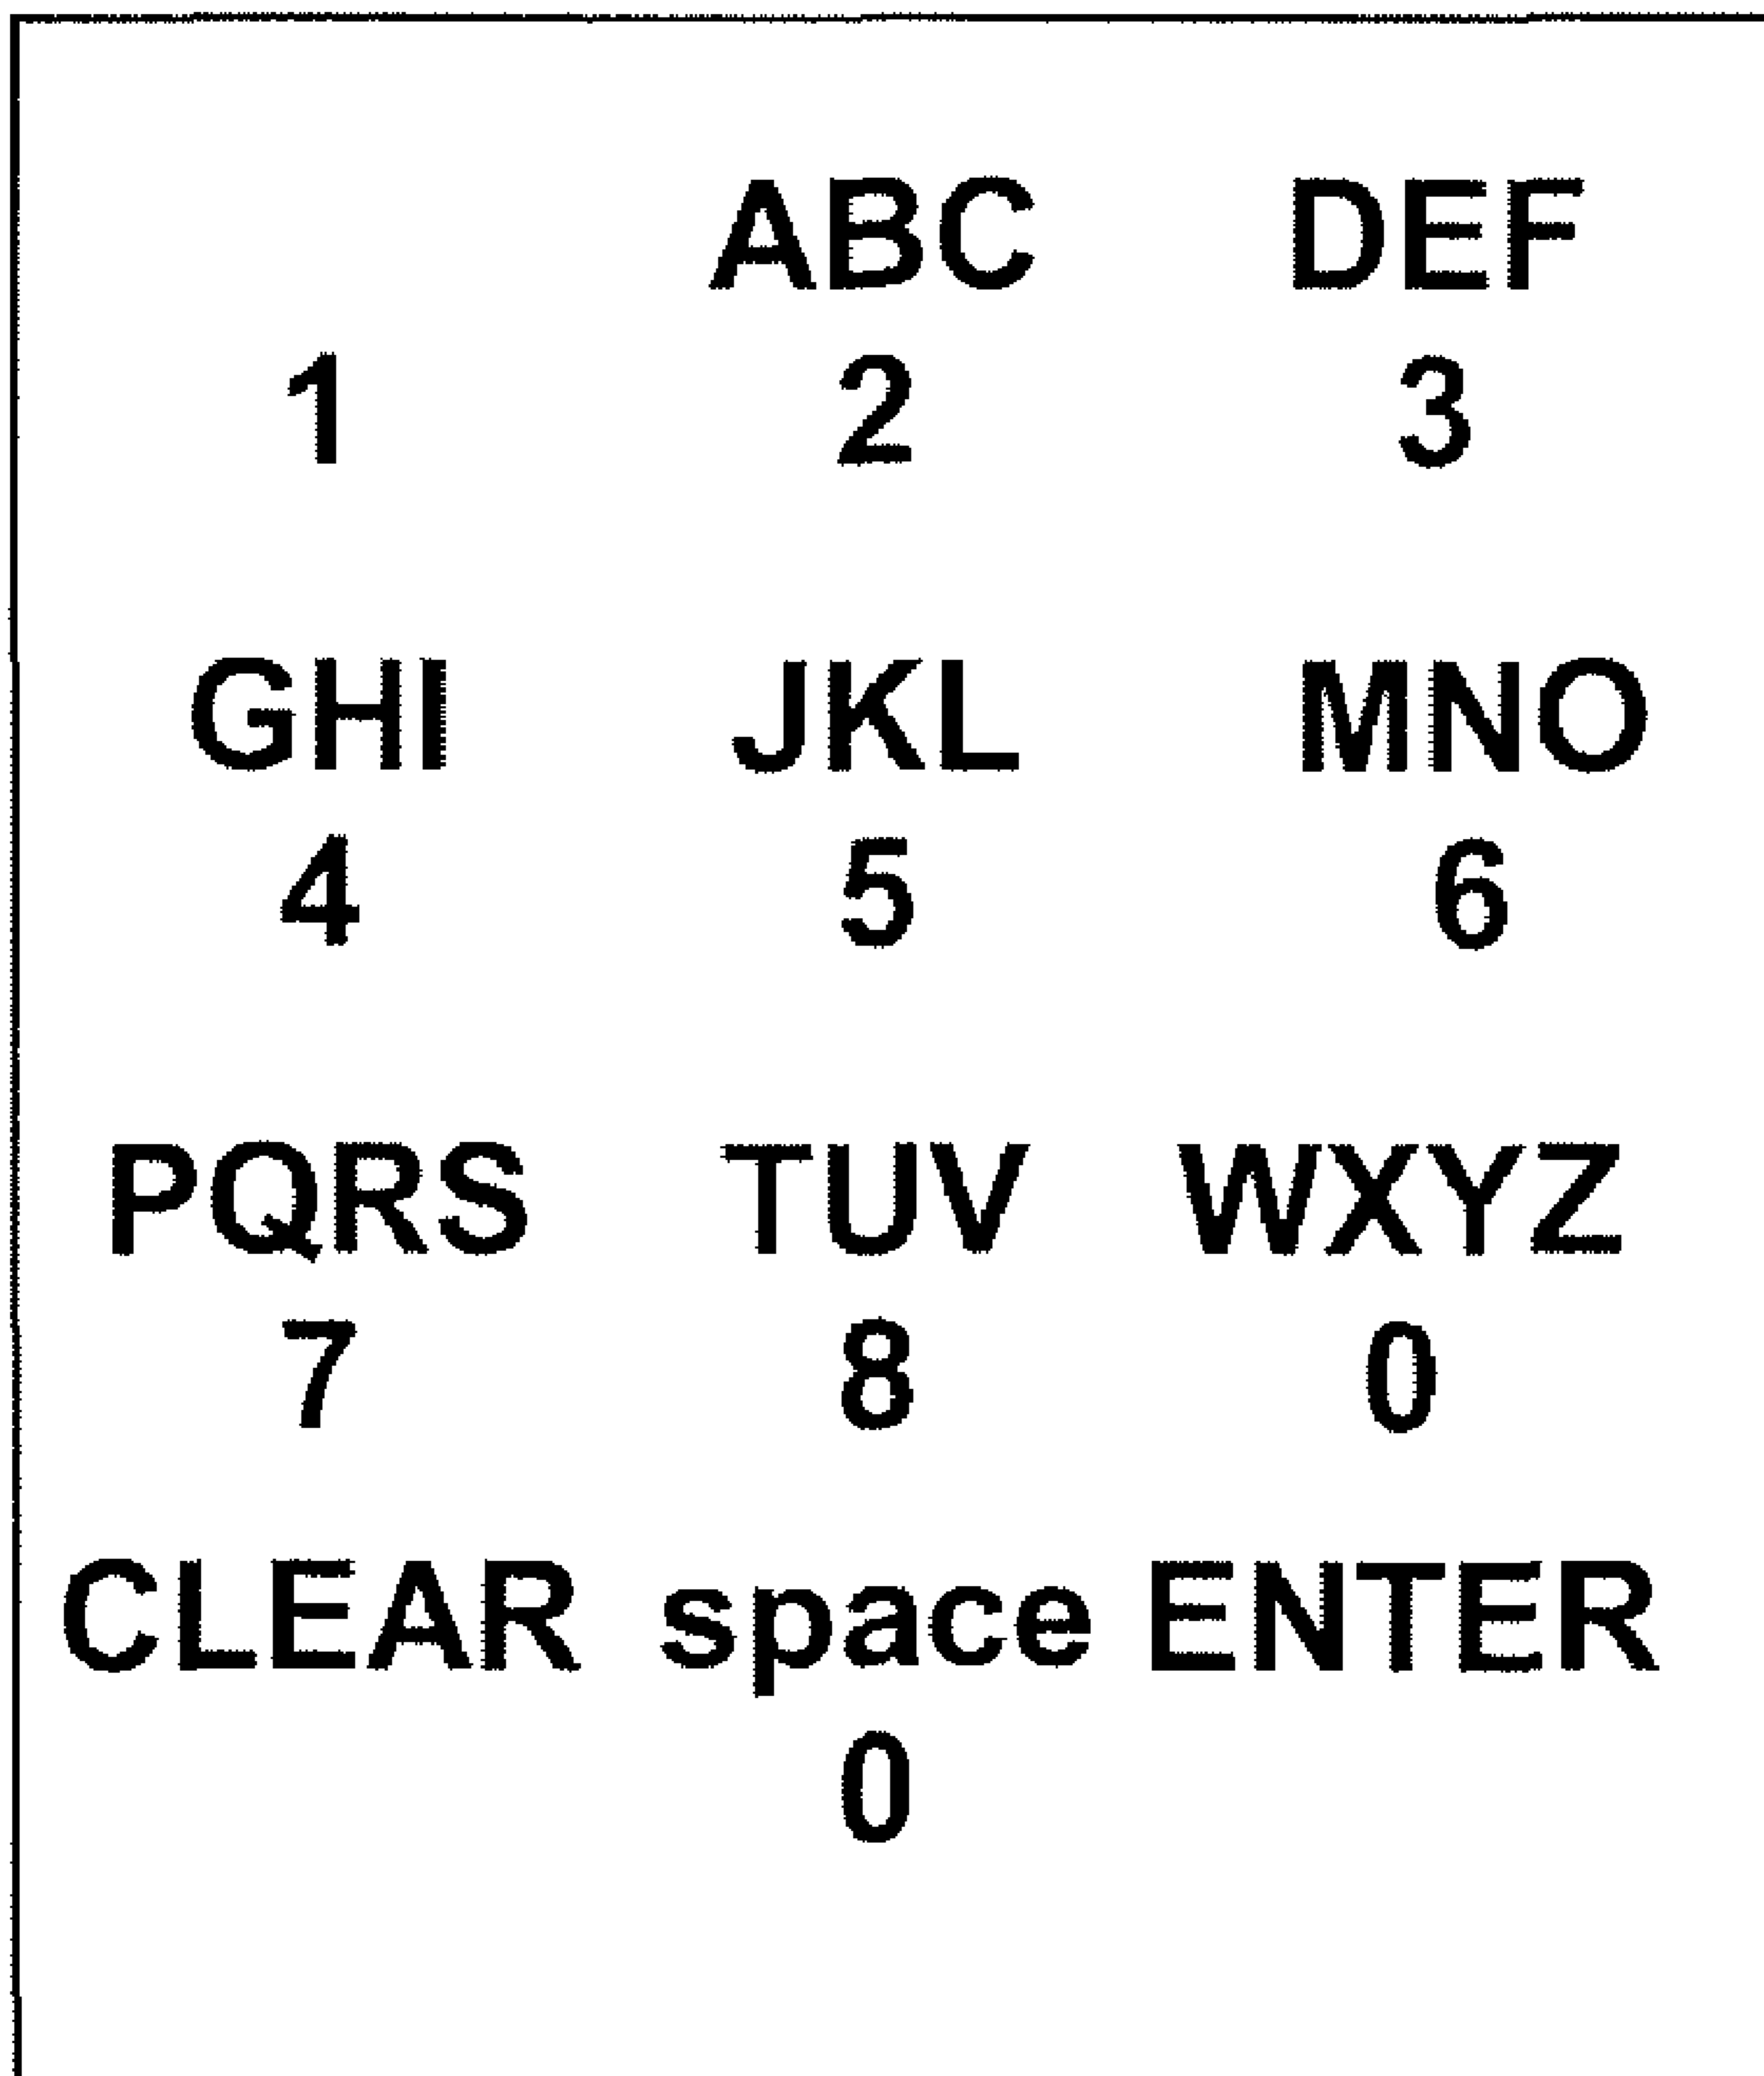 ABC DEF
1 2 3
GHI JKL MNO
4 5 6
PQRS TUV WXYZ
7 8 0
CLEAR space ENTER
0